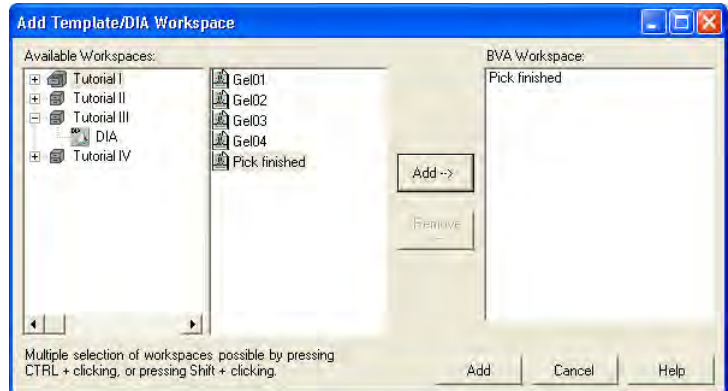 Add Template/DIA Workspace
Available Workspaces:
Tutorial I
Tutorial II
Tutorial III
DIA
Tutorial IV
Gel01
Gel02
Gel03
Gel04
Pick finished
Add -->
Remove
BVA Workspace:
Pick finished
Multiple selection of workspaces possible by pressing
CTRL + clicking, or pressing Shift + clicking.
Add
Cancel
Help